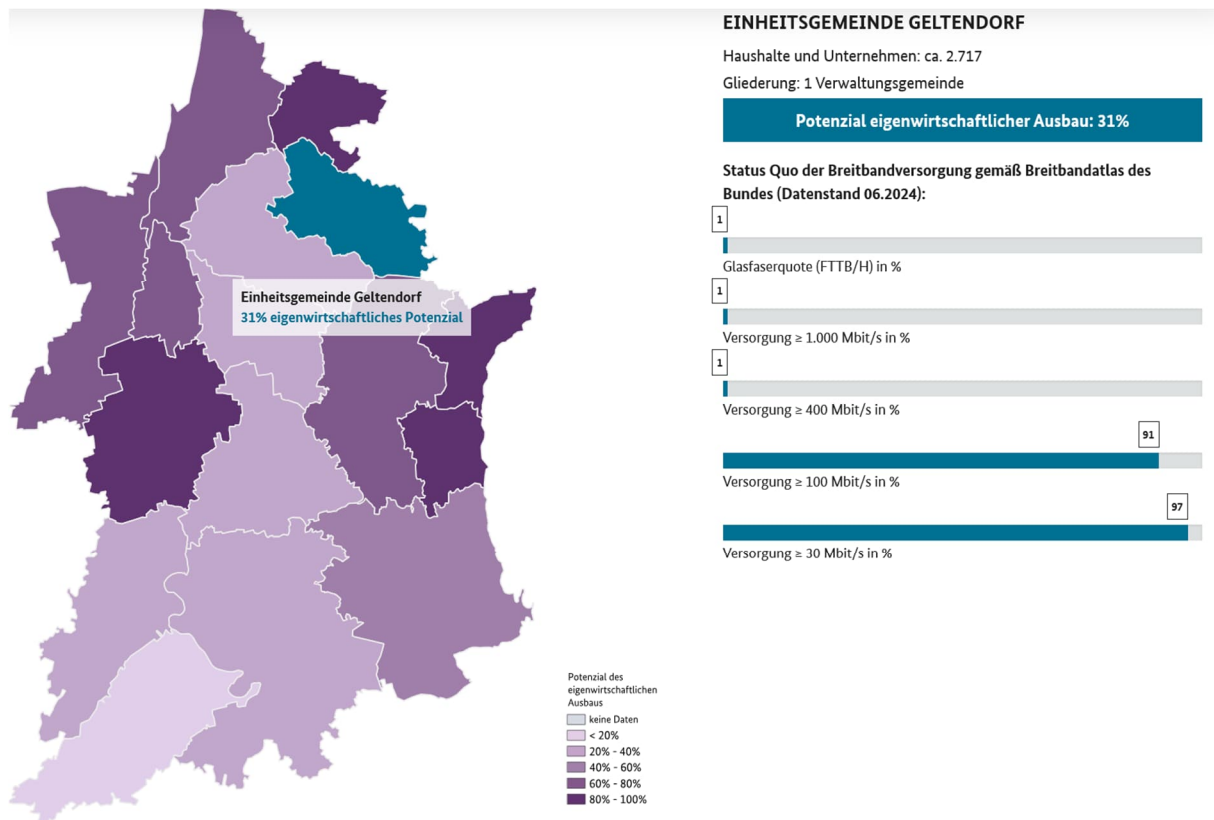 EINHEITSGEMEINDE GELTENDORF
Haushalte und Unternehmen: ca. 2.717
Gliederung: 1 Verwaltungsgemeinde
Potenzial eigenwirtschaftlicher Ausbau: 31%
Status Quo der Breitbandversorgung gemäß Breitbandatlas des
Bundes (Datenstand 06.2024):
1
Glasfaserquote (FTTB/H) in %
1
Versorgung ≥ 1.000 Mbit/s in %
1
Versorgung ≥ 400 Mbit/s in %
91
Versorgung ≥ 100 Mbit/s in %
97
Versorgung ≥ 30 Mbit/s in %
Einheitsgemeinde Geltendorf
31% eigenwirtschaftliches Potenzial
Potenzial des
eigenwirtschaftlichen
Ausbaus
keine Daten
< 20%
20% - 40%
40% - 60%
60% - 80%
80% - 100%